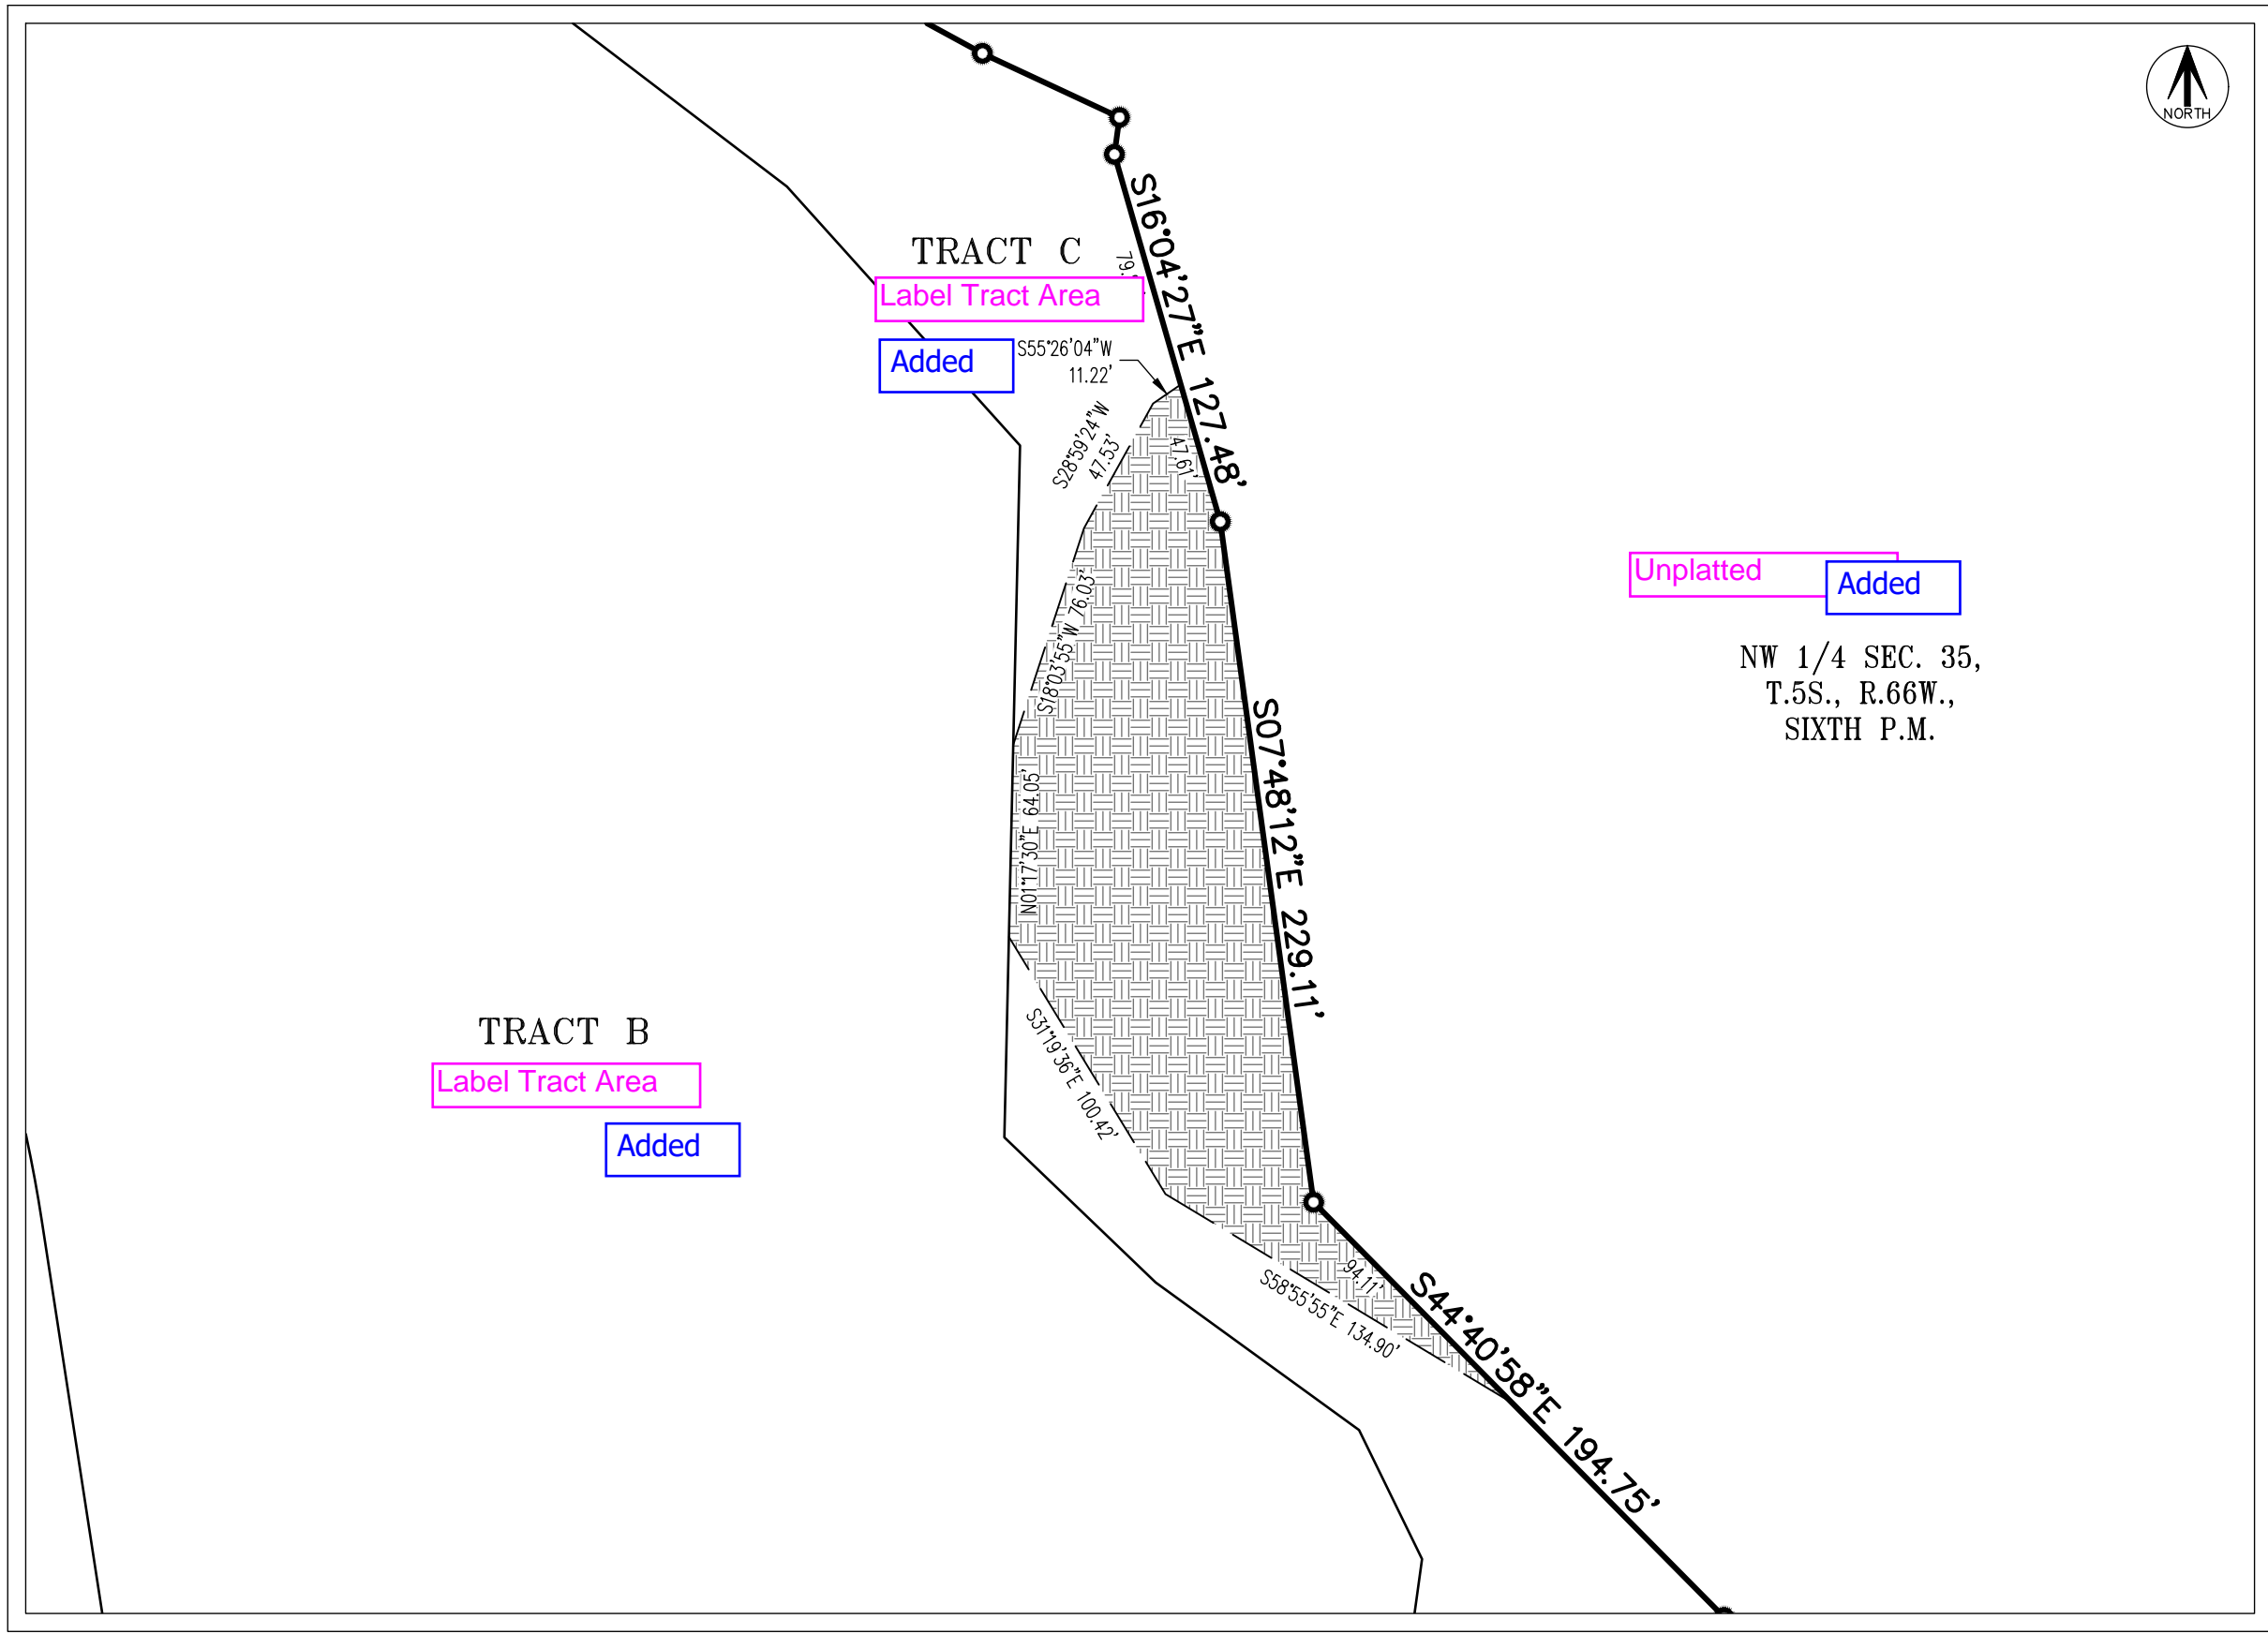 NORTH
S16°04'27"E 127.48'
TRACT C
79.
Label Tract Area
Added
S55°26'04"W
11.22'
S28°59'24"W
47.53'
47.61'
Unplatted
Added
S18°03'55"W 76.03'
NW 1/4 SEC. 35,
T.5S., R.66W.,
SIXTH P.M.
S07°48'12"E 229.11'
N01°17'30"E 64.05'
TRACT B
Label Tract Area
Added
S31°19'36"E 100.42'
94.11'
S58°55'55"E 134.90'
S44°40'58"E 194.75'